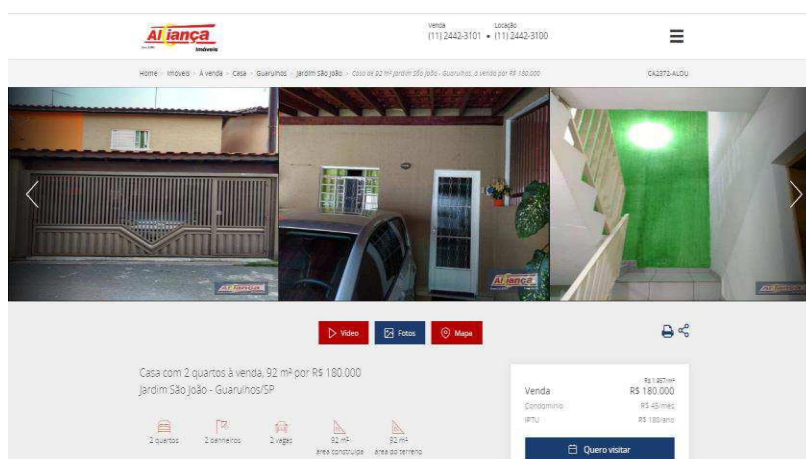 Aliança
Imóveis
Venda
(11) 2442-3101
Locação
(11) 2442-3100
Home > Imóveis > À venda > Casa > Guarulhos > Jardim São João > Casa de 92 m² Jardim São João - Guarulhos, à venda por R$ 180.000
CA2372-ALOU
Aliança
Aliança
Aliança
Vídeo
Fotos
Mapa
Casa com 2 quartos à venda, 92 m² por R$ 180.000
Jardim São João - Guarulhos/SP
2 quartos
2 banheiros
2 vagas
92 m²
área construída
92 m²
área do terreno
R$ 1.957/m²
Venda R$ 180.000
Condomínio R$ 45/mês
IPTU R$ 180/ano
Quero visitar